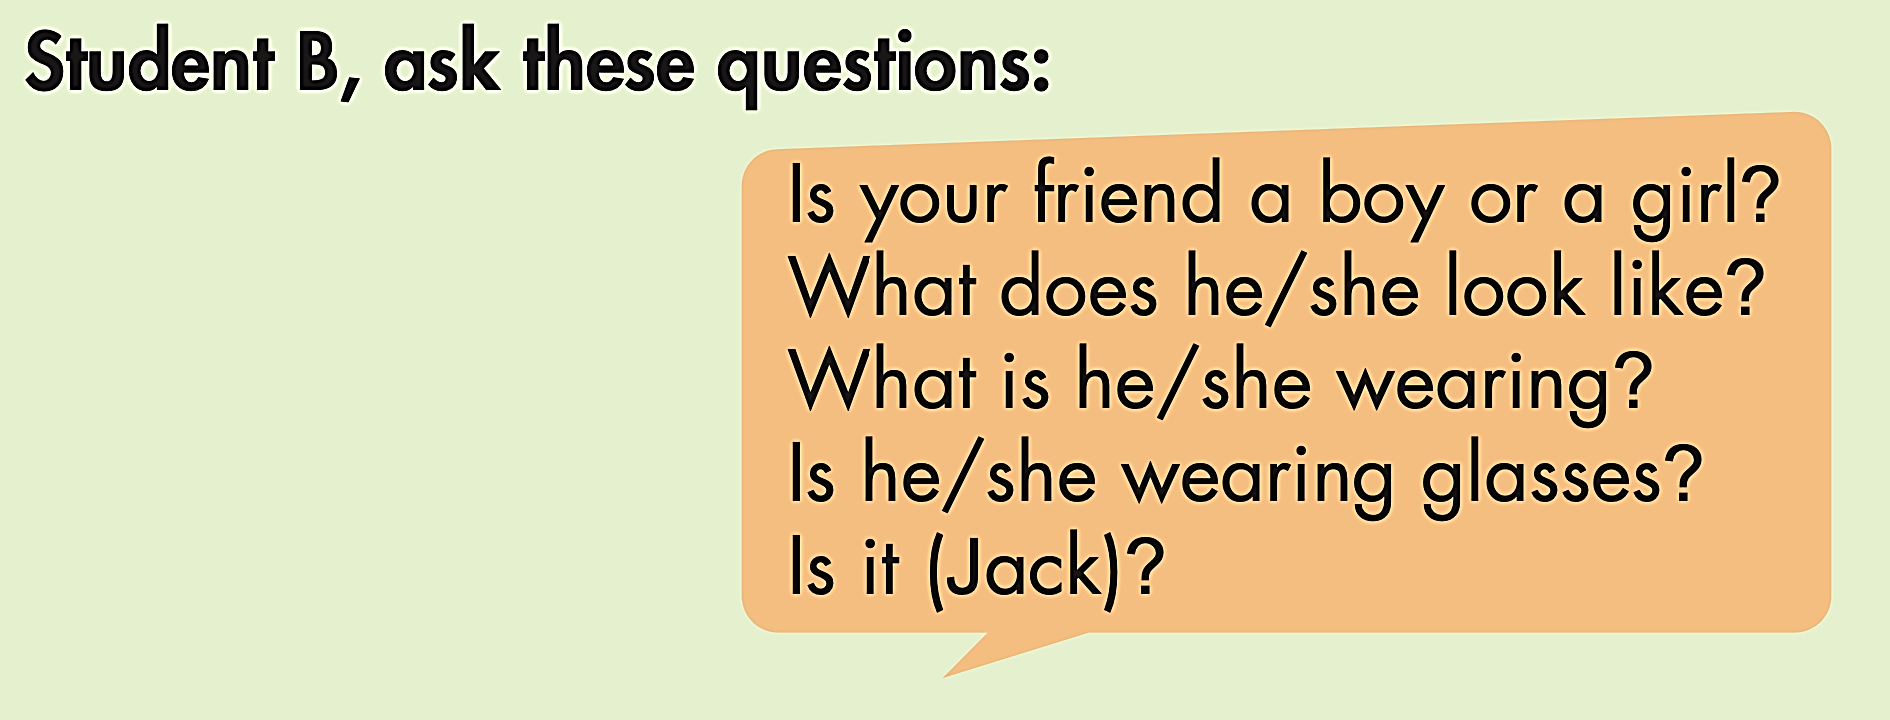 Student B, ask these questions:
Is your friend a boy or a girl?
What does he/she look like?
What is he/she wearing?
Is he/she wearing glasses?
Is it (Jack)?